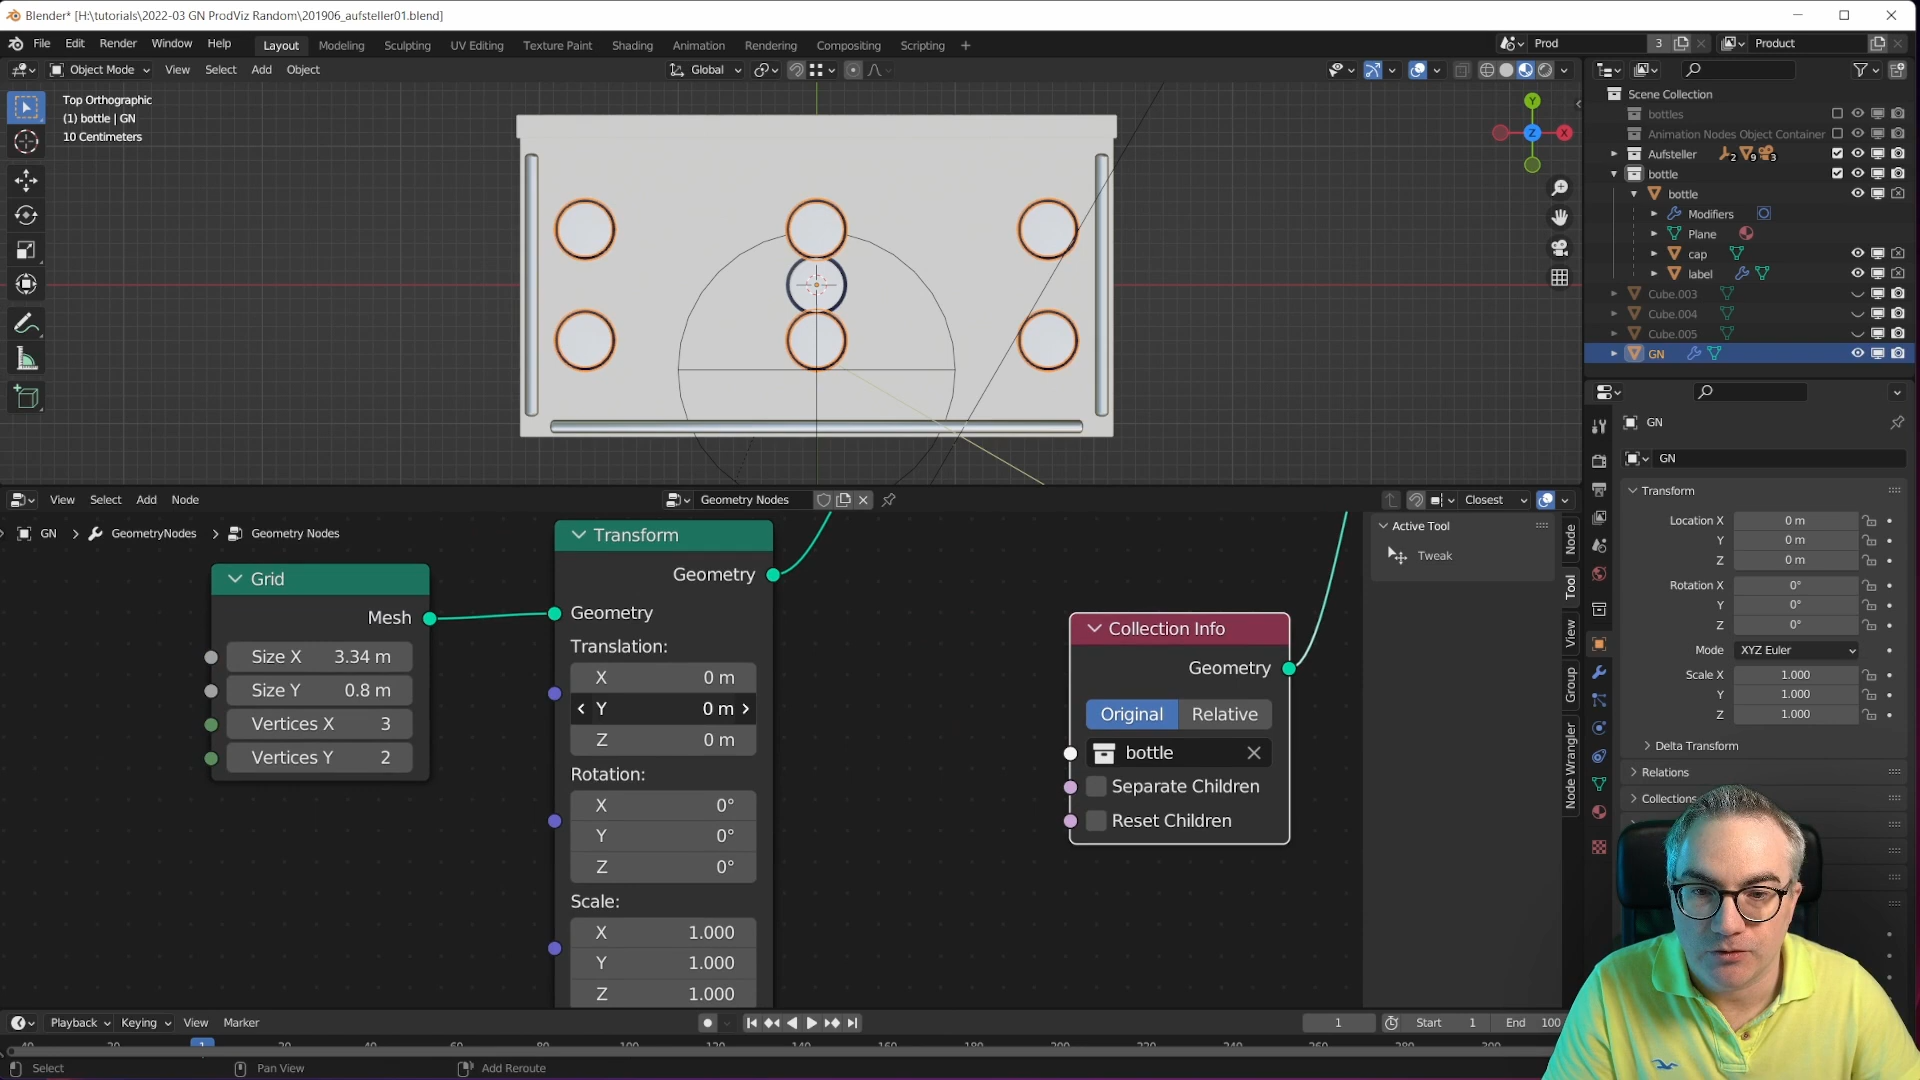 Blender* [H:\tutorials\2022-03 GN ProdViz Random\201906_aufsteller01.blend]
File Edit Render Window Help Layout Modeling Sculpting UV Editing Texture Paint Shading Animation Rendering Compositing Scripting + Prod 3 Product
Object Mode View Select Add Object Global
Top Orthographic
(1) bottle | GN
10 Centimeters
Y
Z X
Scene Collection
bottles
Animation Nodes Object Container
Aufsteller 2 9 3
bottle
bottle
Modifiers
Plane
cap
label
Cube.003
Cube.004
Cube.005
GN
View Select Add Node Geometry Nodes Closest
GN > GeometryNodes > Geometry Nodes
Grid
Mesh
Size X 3.34 m
Size Y 0.8 m
Vertices X 3
Vertices Y 2
Transform
Geometry
Geometry
Translation:
X 0 m
Y 0 m
Z 0 m
Rotation:
X 0°
Y 0°
Z 0°
Scale:
X 1.000
Y 1.000
Z 1.000
Collection Info
Geometry
Original Relative
bottle
Separate Children
Reset Children
Active Tool
Tweak
Node
Tool
View
Group
Node Wrangler
GN
GN
Transform
Location X 0 m
Y 0 m
Z 0 m
Rotation X 0°
Y 0°
Z 0°
Mode XYZ Euler
Scale X 1.000
Y 1.000
Z 1.000
Delta Transform
Relations
Collections
Playback Keying View Marker 1 Start 1 End 100
1
Select Pan View Add Reroute